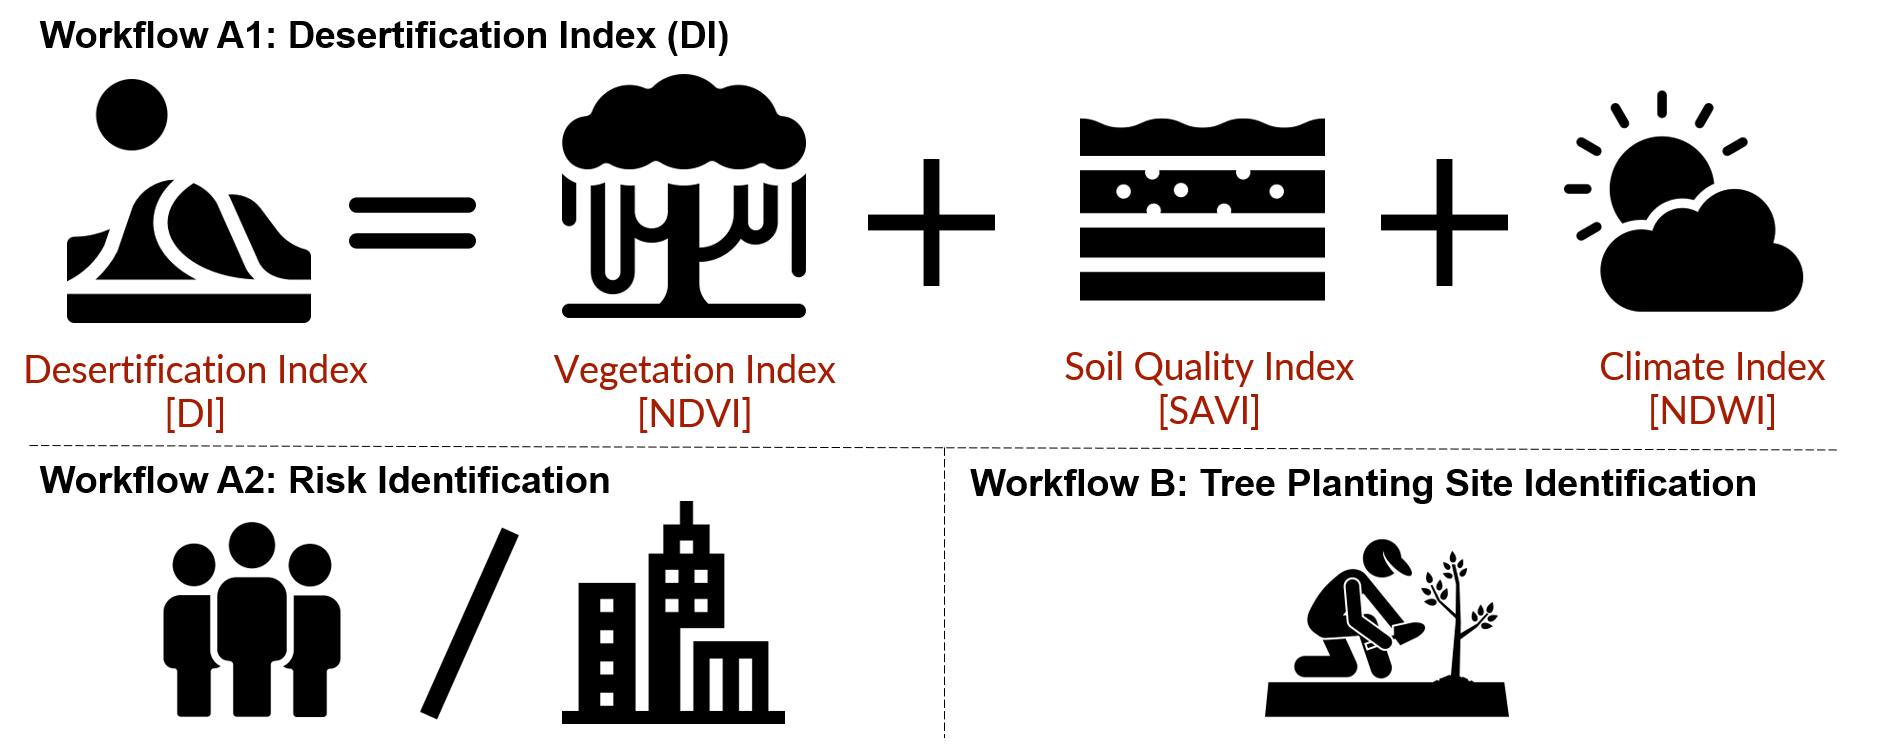 Workflow A1: Desertification Index (DI)
Desertification Index
[DI]
Vegetation Index
[NDVI]
Soil Quality Index
[SAVI]
Climate Index
[NDWI]
Workflow A2: Risk Identification
Workflow B: Tree Planting Site Identification